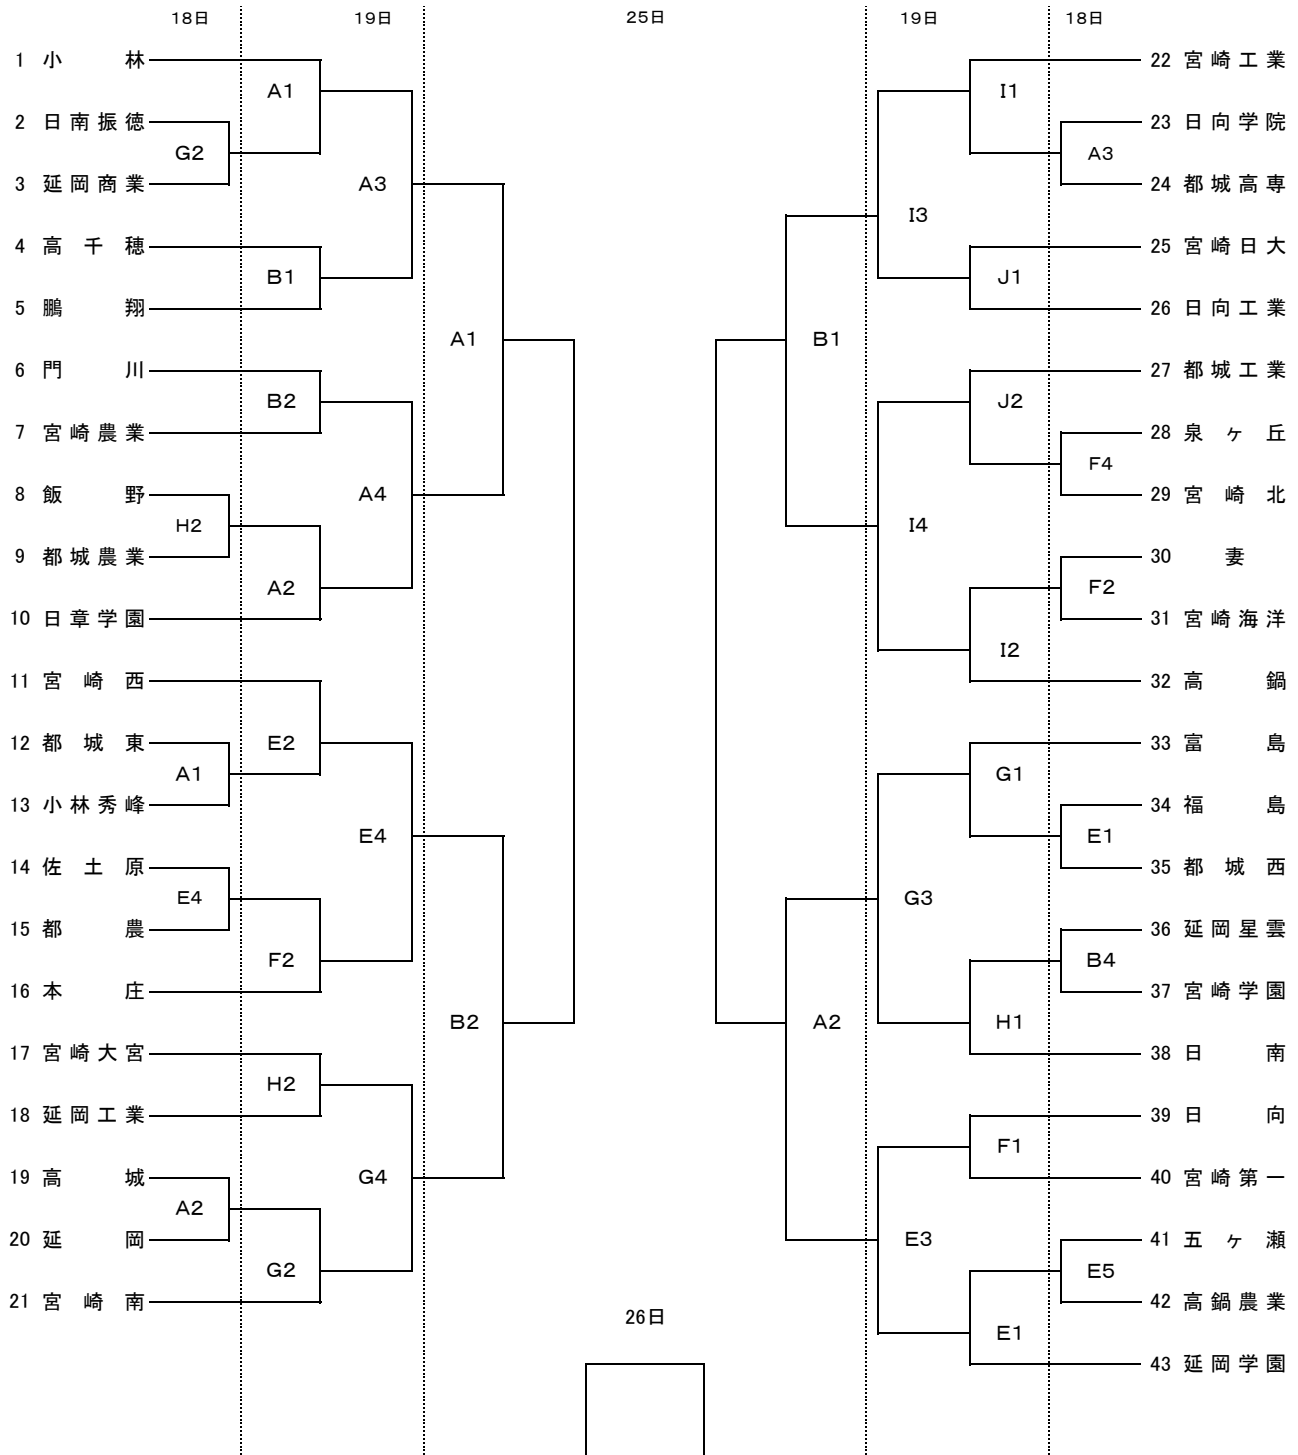 18日 19日 25日 19日 18日
1 小林
2 日南振徳
3 延岡商業
4 高千穂
5 鵬翔
6 門川
7 宮崎農業
8 飯野
9 都城農業
10 日章学園
11 宮崎西
12 都城東
13 小林秀峰
14 佐土原
15 都農
16 本庄
17 宮崎大宮
18 延岡工業
19 高城
20 延岡
21 宮崎南
G2
H2
A1
E4
A2
A1
B1
B2
A2
E2
F2
H2
G2
A3
A4
E4
G4
A1
B2
26日
B1
A2
I3
I4
G3
E3
I1
J1
J2
I2
G1
H1
F1
E1
A3
F4
F2
E1
B4
E5
22 宮崎工業
23 日向学院
24 都城高専
25 宮崎日大
26 日向工業
27 都城工業
28 泉ヶ丘
29 宮崎北
30 妻
31 宮崎海洋
32 高鍋
33 富島
34 福島
35 都城西
36 延岡星雲
37 宮崎学園
38 日南
39 日向
40 宮崎第一
41 五ヶ瀬
42 高鍋農業
43 延岡学園